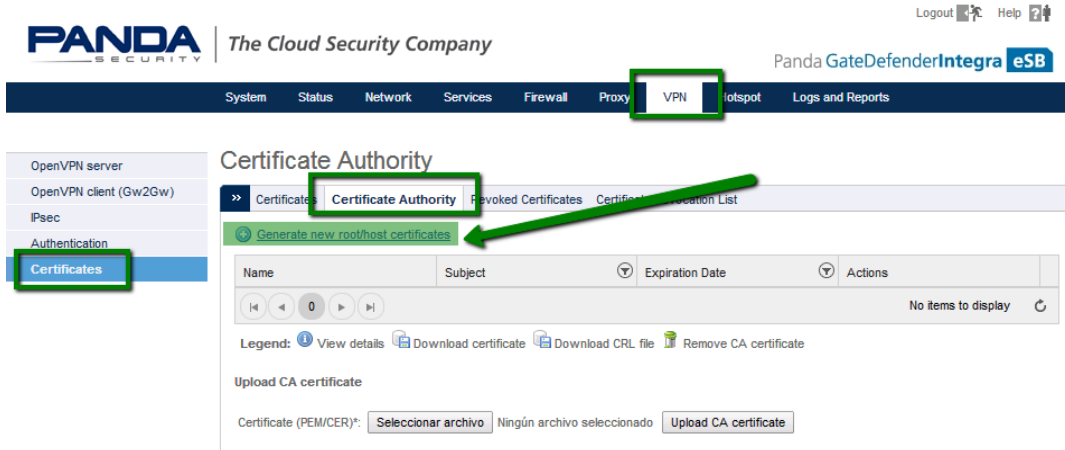 Logout Help
PANDA SECURITY The Cloud Security Company
Panda GateDefenderIntegra eSB
System Status Network Services Firewall Proxy VPN Hotspot Logs and Reports
OpenVPN server
OpenVPN client (Gw2Gw)
IPsec
Authentication
Certificates
Certificate Authority
» Certificates Certificate Authority Revoked Certificates Certificate Revocation List
Generate new root/host certificates
Name Subject Expiration Date Actions
0 No items to display
Legend: View details Download certificate Download CRL file Remove CA certificate
Upload CA certificate
Certificate (PEM/CER)*: Seleccionar archivo Ningún archivo seleccionado Upload CA certificate